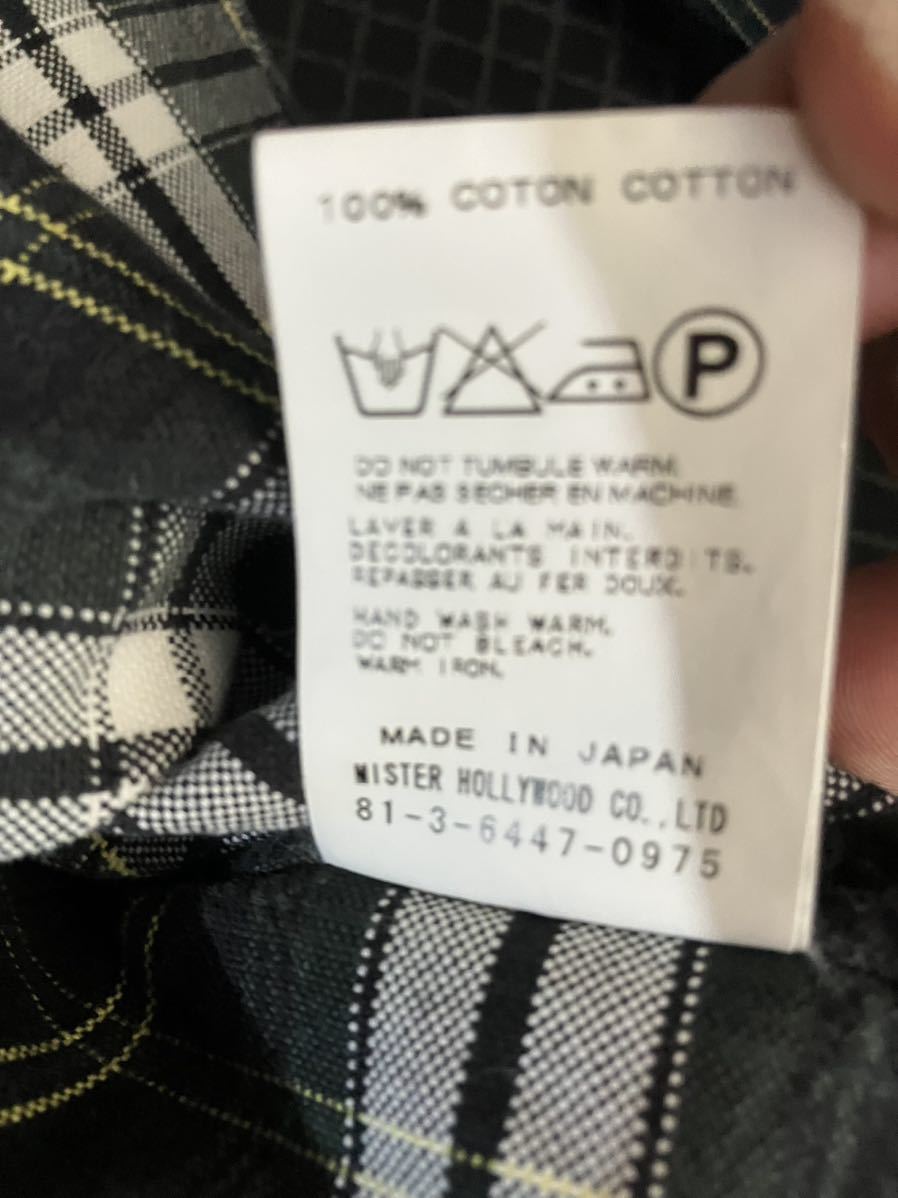 100% COTON COTTON
P
DO NOT TUMBULE WARM.
NE PAS SECHER EN MACHINE.
LAVER A LA MAIN.
DECOLORANTS INTERDITS.
REPASSER AU FER DOUX.
HAND WASH WARM.
DO NOT BLEACH.
WARM IRON.
MADE IN JAPAN
MISTER HOLLYWOOD CO.,LTD
81-3-6447-0975